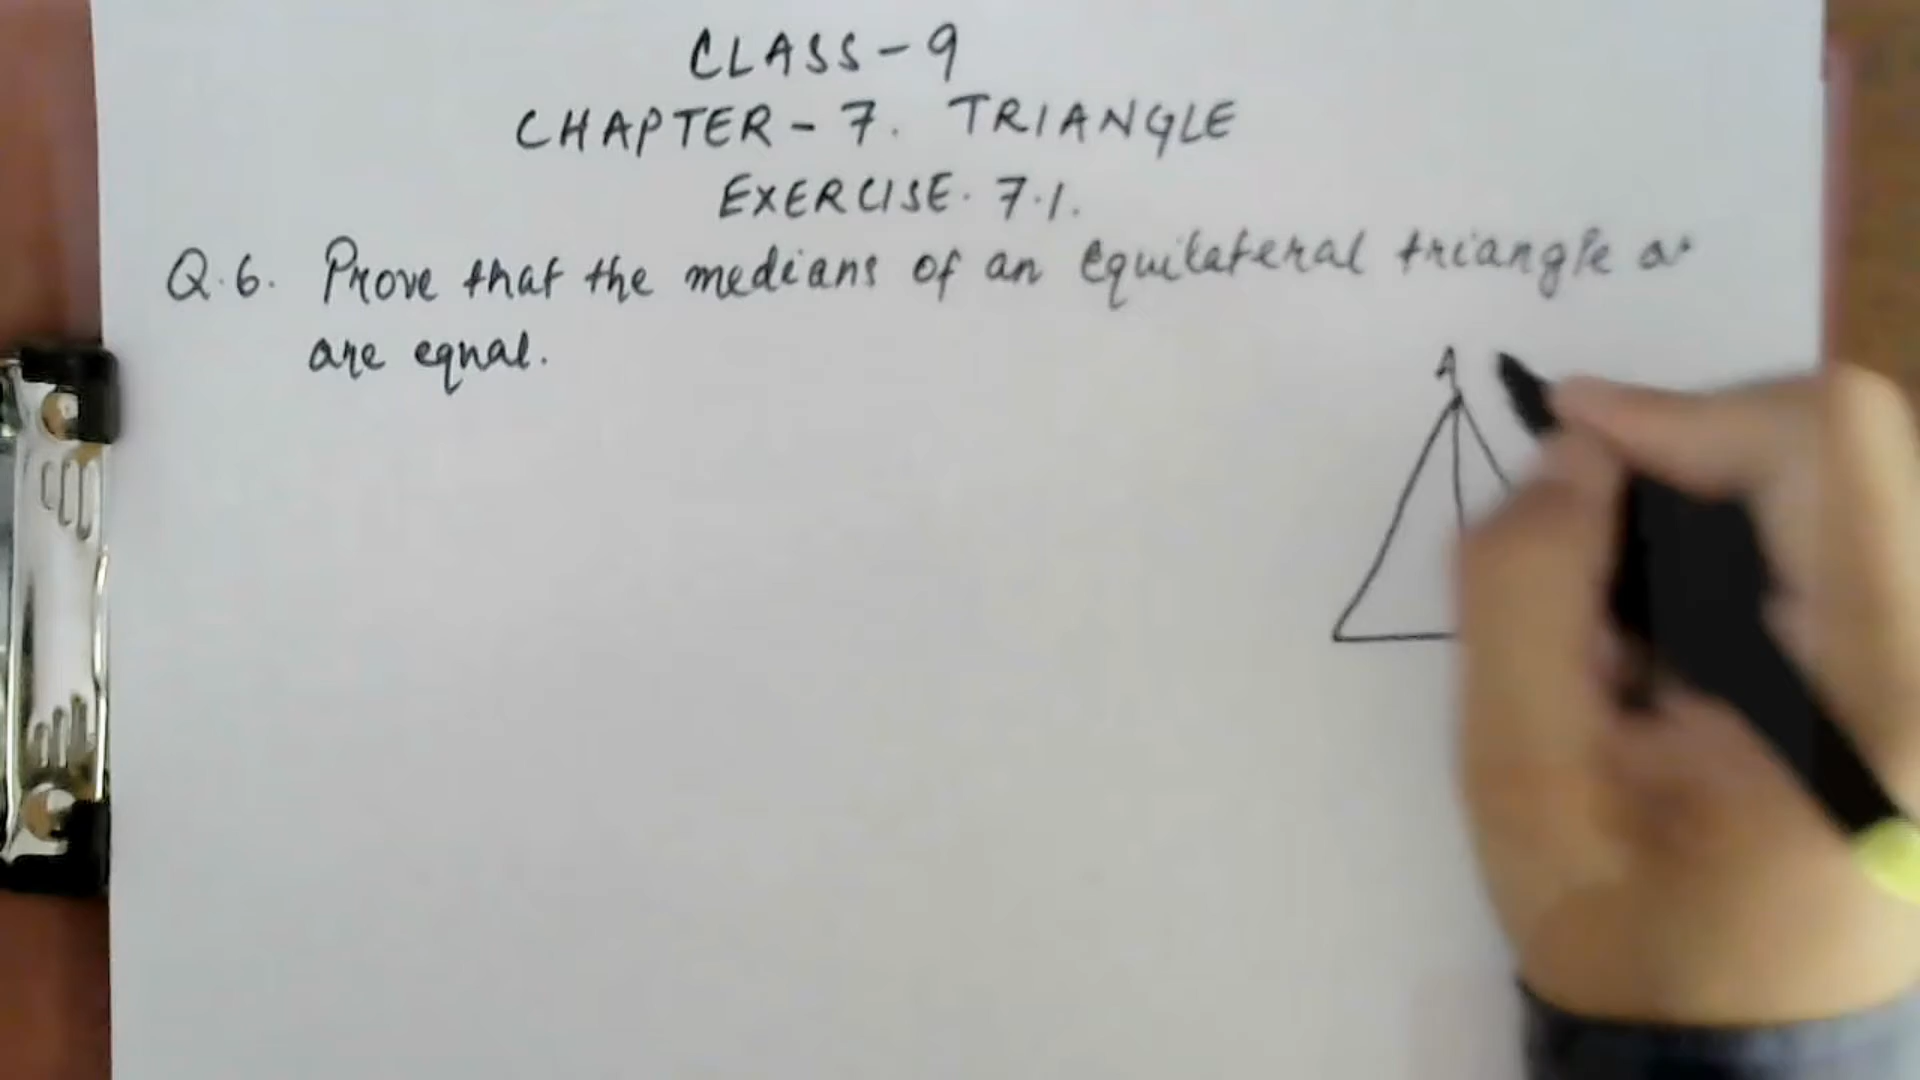 CLASS - 9
CHAPTER - 7. TRIANGLE
EXERCISE. 7.1.
Q.6. Prove that the medians of an equilateral triangle
are equal.
A